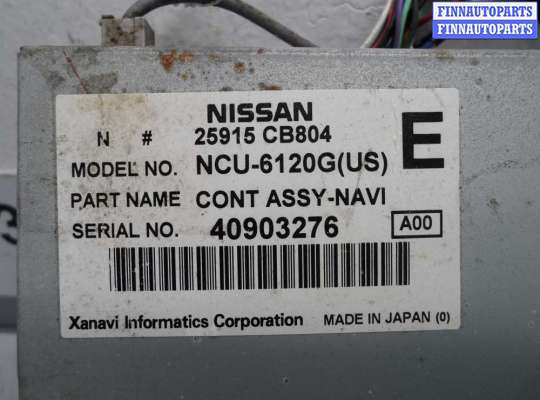 FINNAUTOPARTS
FINNAUTOPARTS
NISSAN
N # 25915 CB804
E
MODEL NO. NCU-6120G(US)
PART NAME CONT ASSY-NAVI
SERIAL NO. 40903276 A00
Xanavi Informatics Corporation MADE IN JAPAN (0)